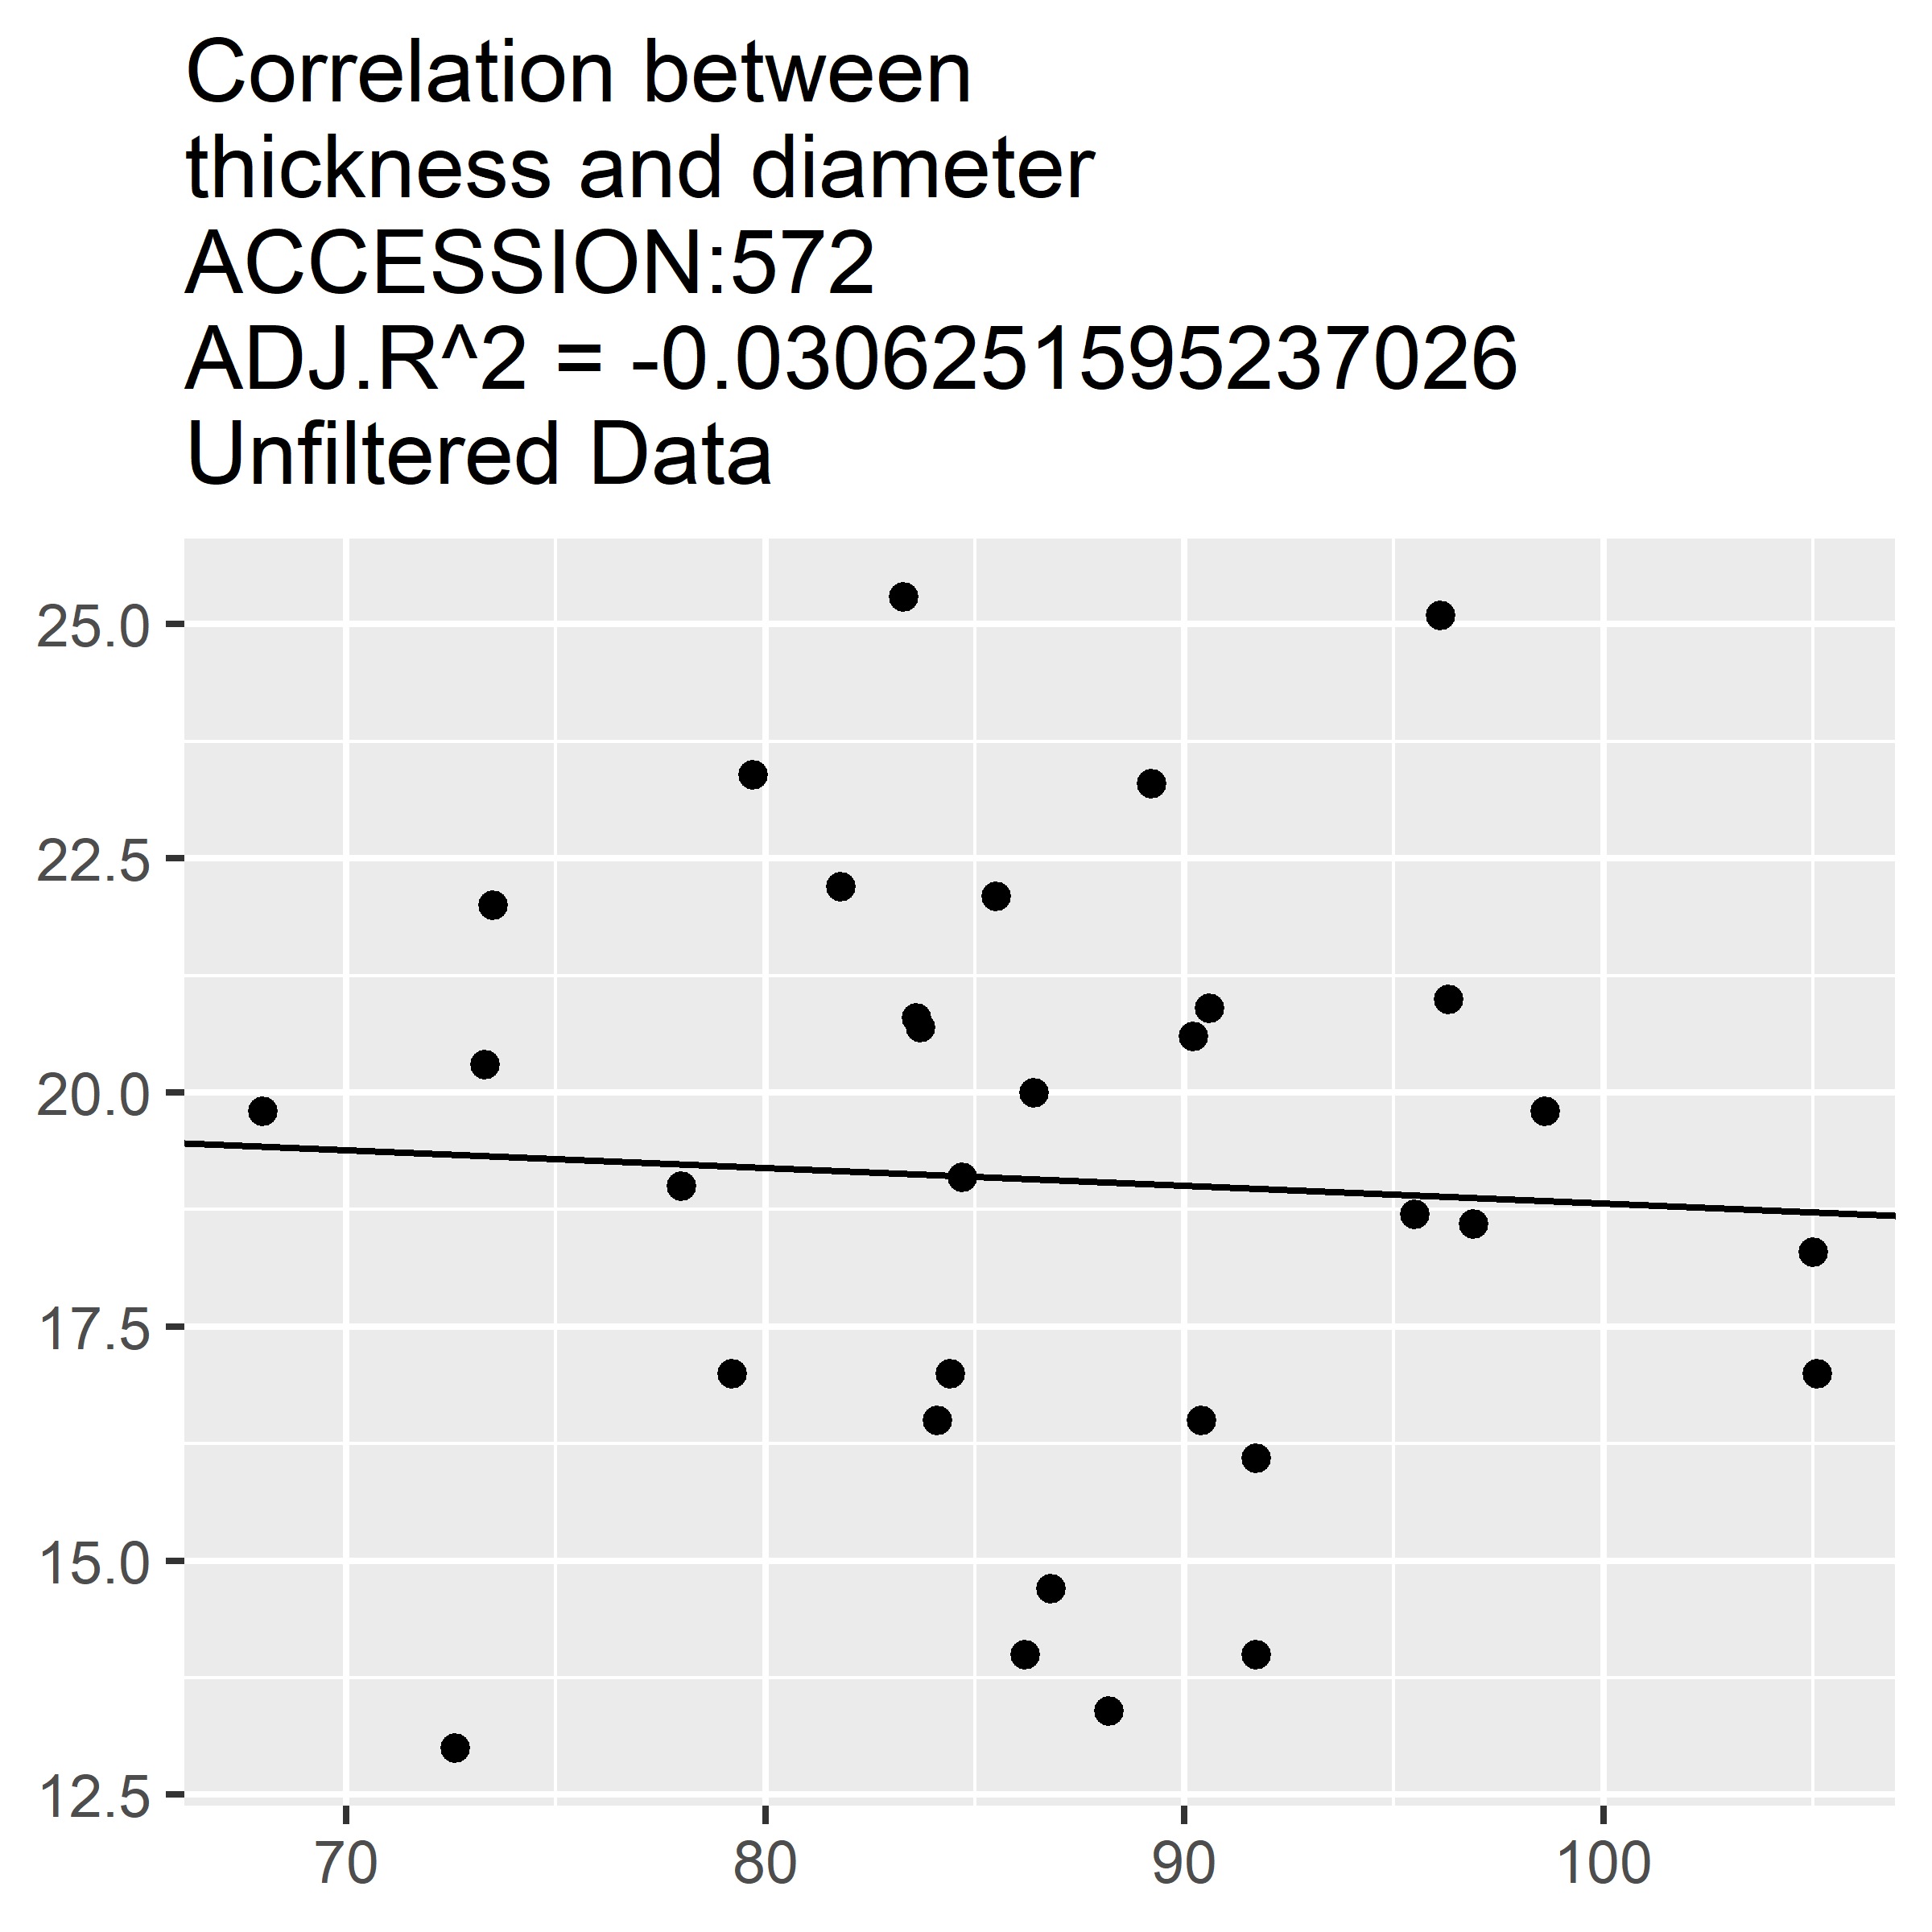 Correlation between
thickness and diameter
ACCESSION:572
ADJ.R^2 = -0.0306251595237026
Unfiltered Data
25.0
22.5
20.0
17.5
15.0
12.5
70 80 90 100